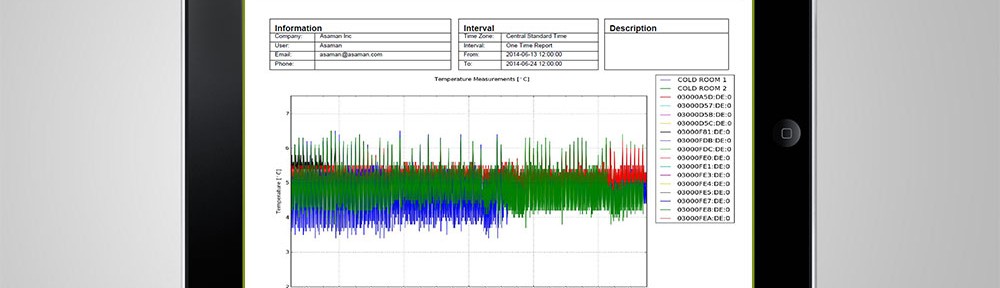 Information
Company: Asaman Inc
User: Asaman
Email: asaman@asaman.com
Phone:
Interval
Time Zone: Central Standard Time
Interval: One Time Report
From: 2014-06-13 12:00:00
To: 2014-06-24 12:00:00
Description
Temperature Measurements [°C]
COLD ROOM 1
COLD ROOM 2
03000A5D:DE:0
03000D57:DE:0
03000D58:DE:0
03000D5C:DE:0
03000F81:DE:0
03000FDB:DE:0
03000FDC:DE:0
03000FE0:DE:0
03000FE1:DE:0
03000FE3:DE:0
03000FE4:DE:0
03000FE5:DE:0
03000FE7:DE:0
03000FE8:DE:0
03000FEA:DE:0
Temperature [°C]
7
6
5
4
3
2